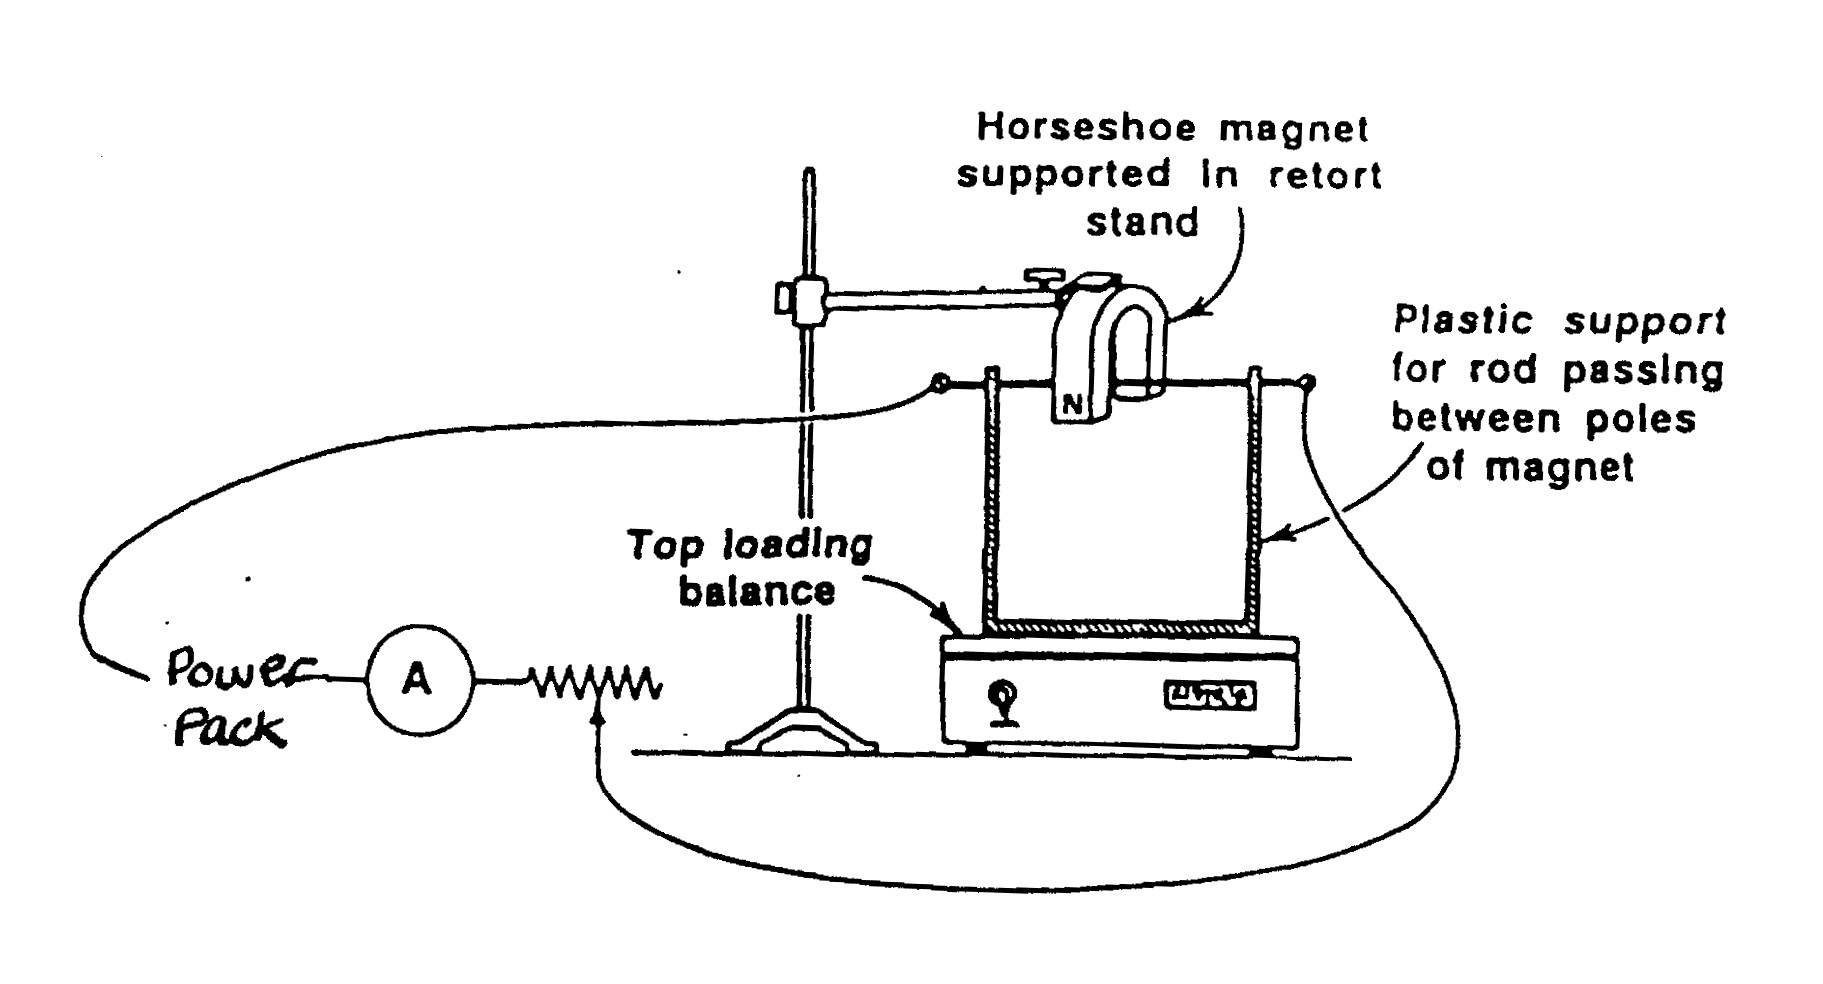 Horseshoe magnet
supported in retort
stand
Plastic support
for rod passing
between poles
of magnet
N
Top loading
balance
Power
Pack
A